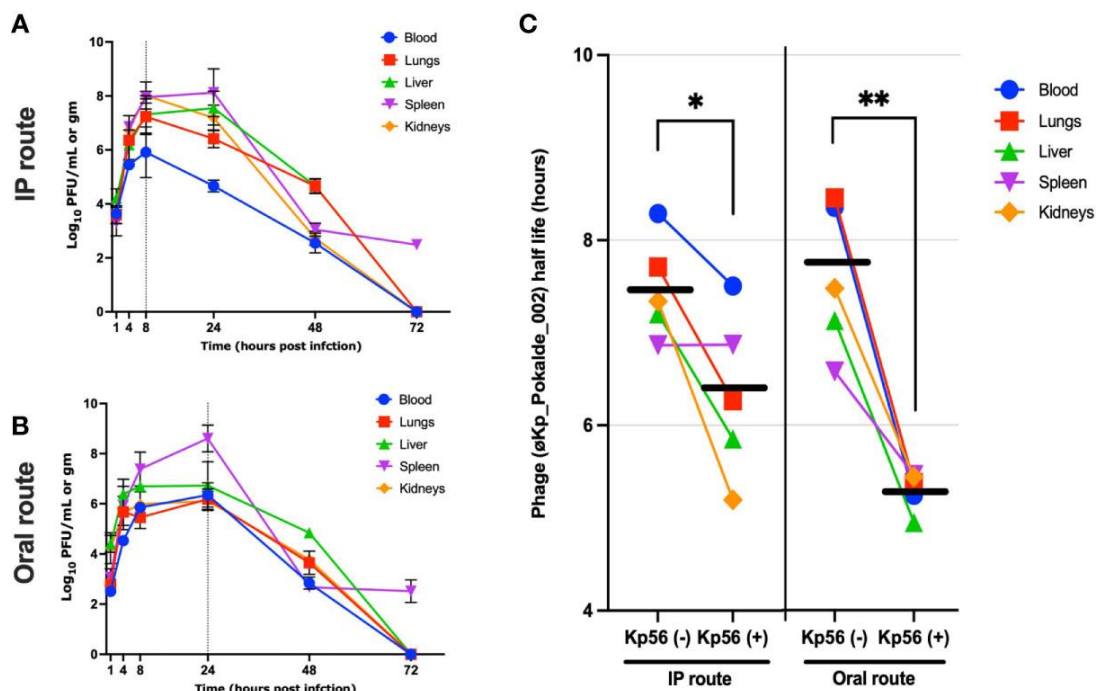 A
IP route
Log10 PFU/mL or gm
10
8
6
4
2
0
1 4 8 24 48 72
Time (hours post infction)
Blood
Lungs
Liver
Spleen
Kidneys
B
Oral route
Log10 PFU/mL or gm
10
8
6
4
2
0
1 4 8 24 48 72
Time (hours post infction)
Blood
Lungs
Liver
Spleen
Kidneys
C
Phage (øKp_Pokalde_002) half life (hours)
10
8
6
4
*
**
Kp56 (-) Kp56 (+) Kp56 (-) Kp56 (+)
IP route Oral route
Blood
Lungs
Liver
Spleen
Kidneys